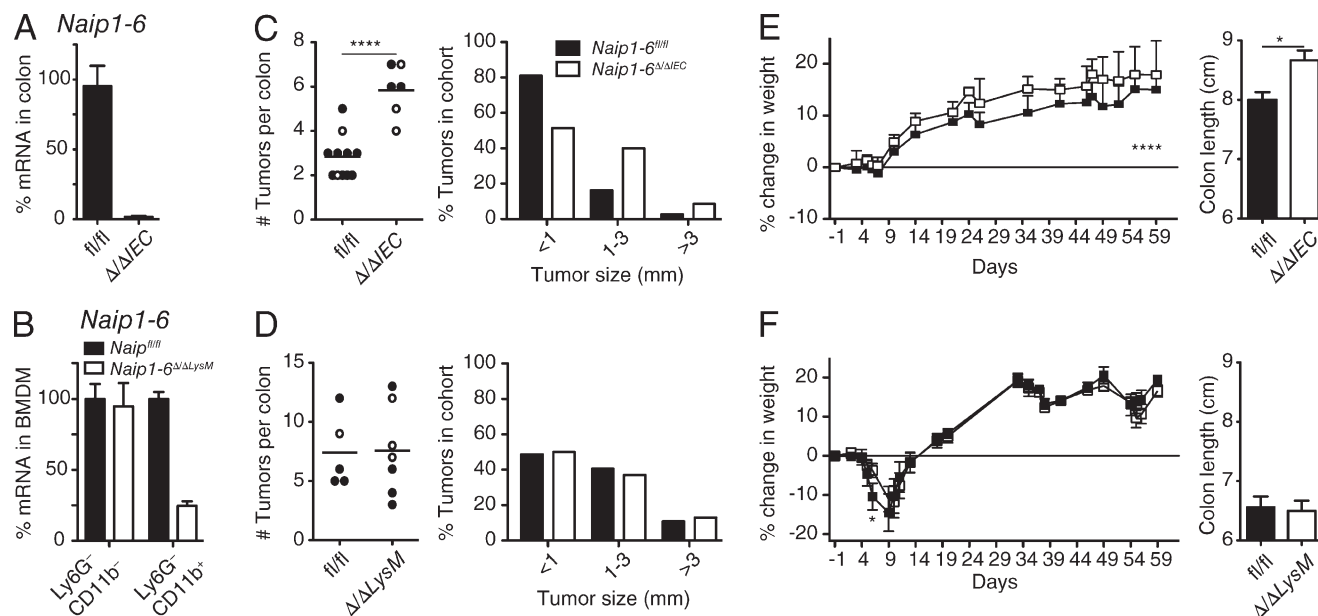 A
Naip1-6
% mRNA in colon
100
50
0
fl/fl
Δ/ΔIEC
C
# Tumors per colon
8
6
4
2
0
****
fl/fl
Δ/ΔIEC
% Tumors in cohort
100
80
60
40
20
0
Naip1-6fl/fl
Naip1-6Δ/ΔIEC
<1
1-3
>3
Tumor size (mm)
E
% change in weight
20
10
0
-10
****
-1 4 9 14 19 24 29 34 39 44 49 54 59
Days
Colon length (cm)
9
8
7
6
*
fl/fl
Δ/ΔIEC
B
Naip1-6
Naipfl/fl
Naip1-6Δ/ΔLysM
% mRNA in BMDM
100
50
0
Ly6G−
CD11b−
Ly6G−
CD11b+
D
# Tumors per colon
15
10
5
0
fl/fl
Δ/ΔLysM
% Tumors in cohort
100
80
60
40
20
0
<1
1-3
>3
Tumor size (mm)
F
% change in weight
20
10
0
-10
-20
*
-1 4 9 14 19 24 29 34 39 44 49 54 59
Days
Colon length (cm)
9
8
7
6
fl/fl
Δ/ΔLysM